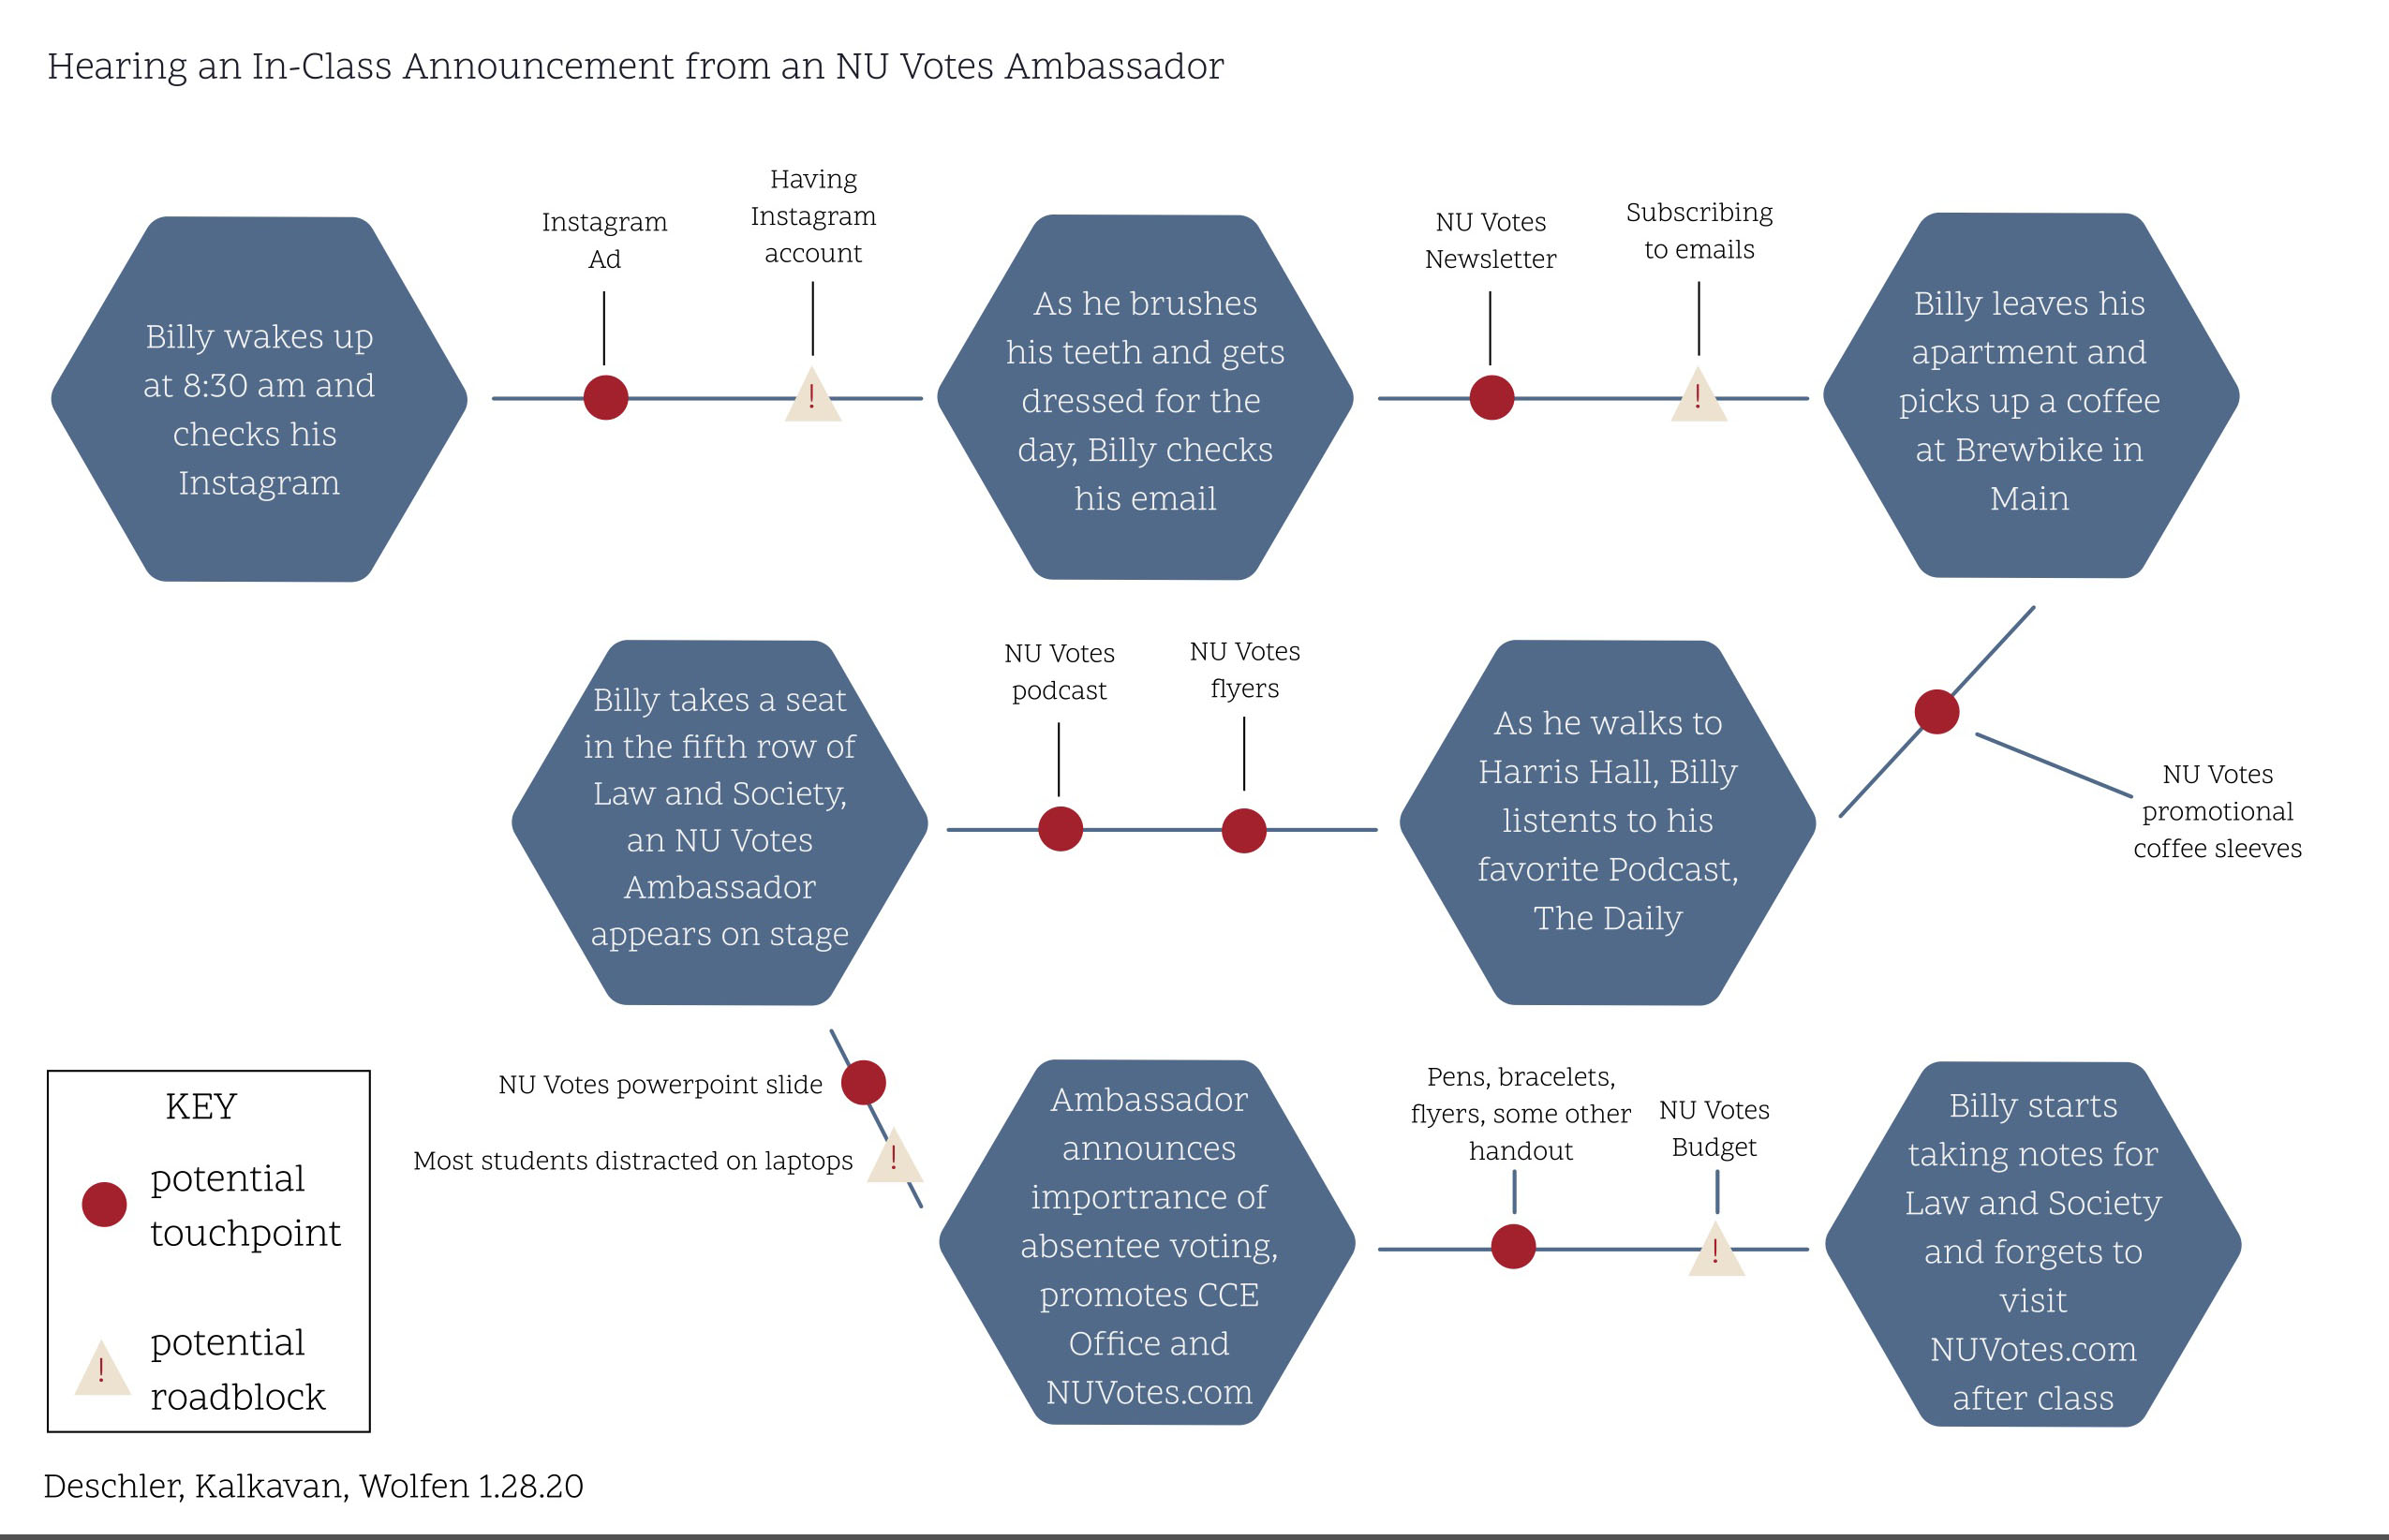 Hearing an In-Class Announcement from an NU Votes Ambassador
Billy wakes up
at 8:30 am and
checks his
Instagram
Instagram
Ad
Having
Instagram
account
As he brushes
his teeth and gets
dressed for the
day, Billy checks
his email
NU Votes
Newsletter
Subscribing
to emails
Billy leaves his
apartment and
picks up a coffee
at Brewbike in
Main
NU Votes
promotional
coffee sleeves
As he walks to
Harris Hall, Billy
listents to his
favorite Podcast,
The Daily
NU Votes
flyers
NU Votes
podcast
Billy takes a seat
in the fifth row of
Law and Society,
an NU Votes
Ambassador
appears on stage
NU Votes powerpoint slide
Most students distracted on laptops
Ambassador
announces
importrance of
absentee voting,
promotes CCE
Office and
NUVotes.com
Pens, bracelets,
flyers, some other
handout
NU Votes
Budget
Billy starts
taking notes for
Law and Society
and forgets to
visit
NUVotes.com
after class
KEY
potential
touchpoint
potential
roadblock
Deschler, Kalkavan, Wolfen 1.28.20